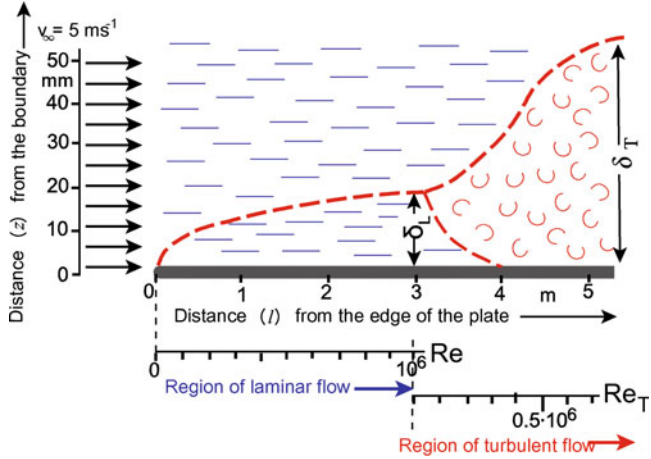 v∞ = 5 ms⁻¹
Distance (z) from the boundary
50
mm
40
30
20
10
0
δL
δT
0
1
2
3
4
m
5
Distance (l) from the edge of the plate
0
10⁶
Re
Region of laminar flow
0.5·10⁶
ReT
Region of turbulent flow